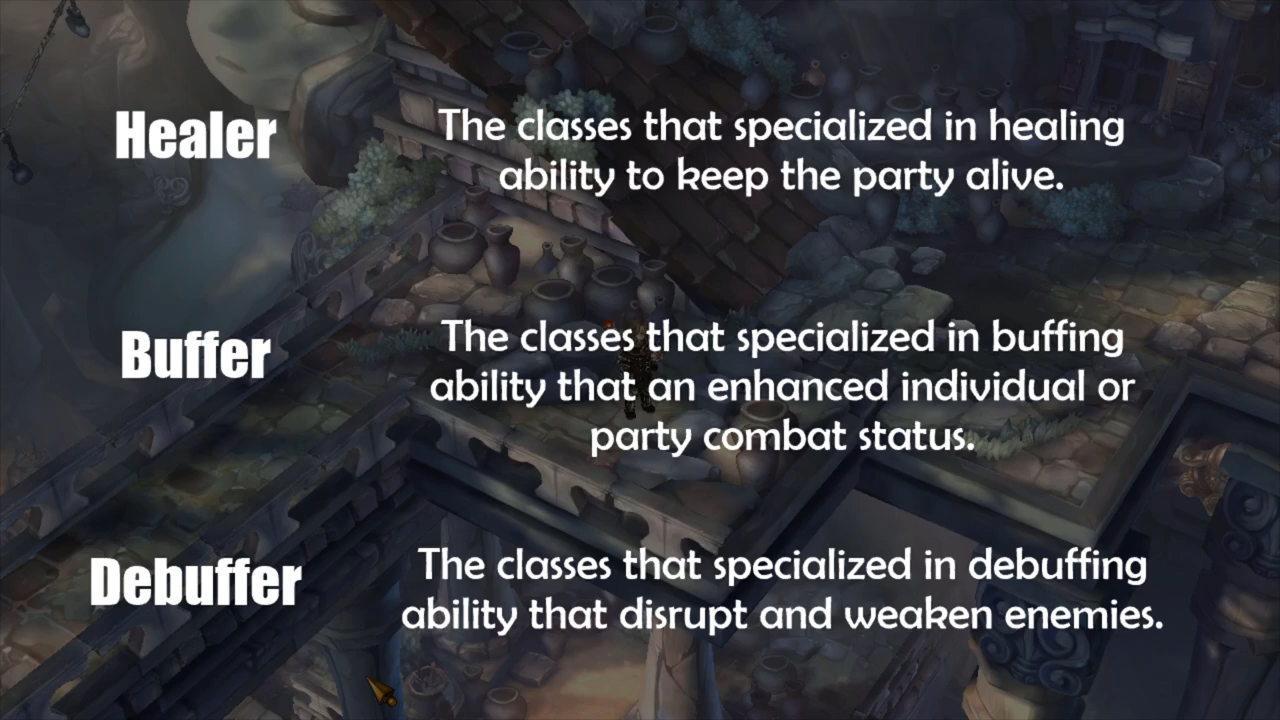 Healer
The classes that specialized in healing
ability to keep the party alive.
Buffer
The classes that specialized in buffing
ability that an enhanced individual or
party combat status.
Debuffer
The classes that specialized in debuffing
ability that disrupt and weaken enemies.